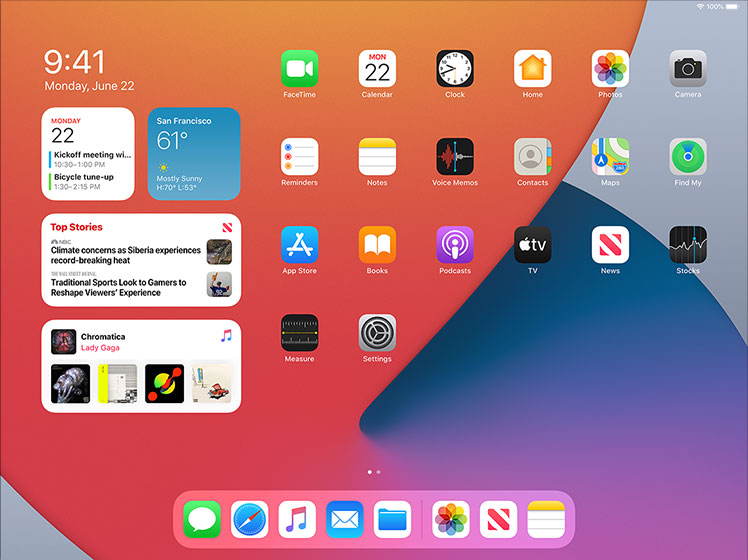 100%
9:41
Monday, June 22
MONDAY
22
Kickoff meeting wi...
10:30–1:00 PM
Bicycle tune-up
1:30–2:15 PM
San Francisco
61°
Mostly Sunny
H:70° L:53°
Top Stories
NBC
Climate concerns as Siberia experiences
record-breaking heat
THE WALL STREET JOURNAL
Traditional Sports Look to Gamers to
Reshape Viewers' Experience
Chromatica
Lady Gaga
MON
22
FaceTime
Calendar
Clock
Home
Photos
Camera
280
Reminders
Notes
Voice Memos
Contacts
Maps
Find My
tv
App Store
Books
Podcasts
TV
News
Stocks
Measure
Settings